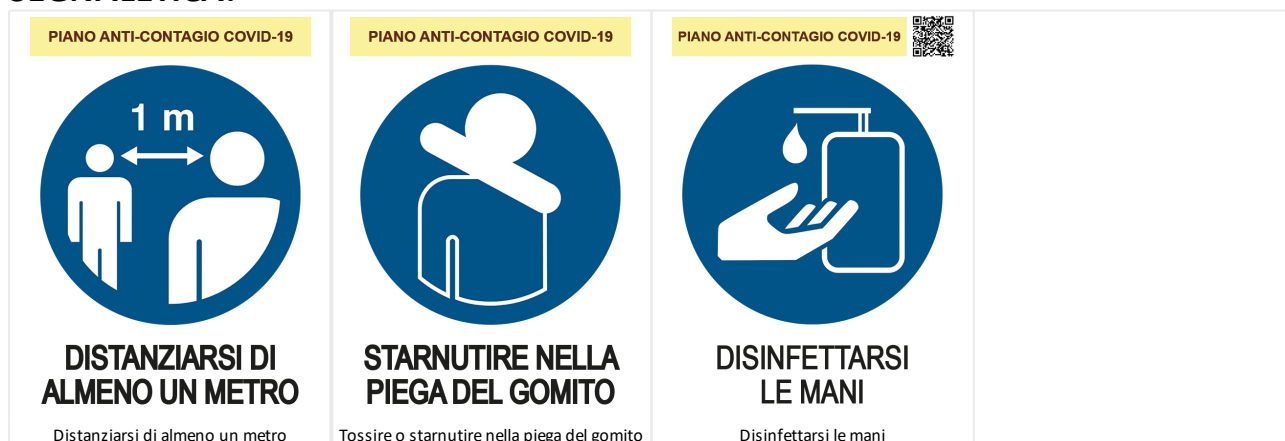 PIANO ANTI-CONTAGIO COVID-19
1 m
DISTANZIARSI DI
ALMENO UN METRO
Distanziarsi di almeno un metro
PIANO ANTI-CONTAGIO COVID-19
STARNUTIRE NELLA
PIEGA DEL GOMITO
Tossire o starnutire nella piega del gomito
PIANO ANTI-CONTAGIO COVID-19
DISINFETTARSI
LE MANI
Disinfettarsi le mani